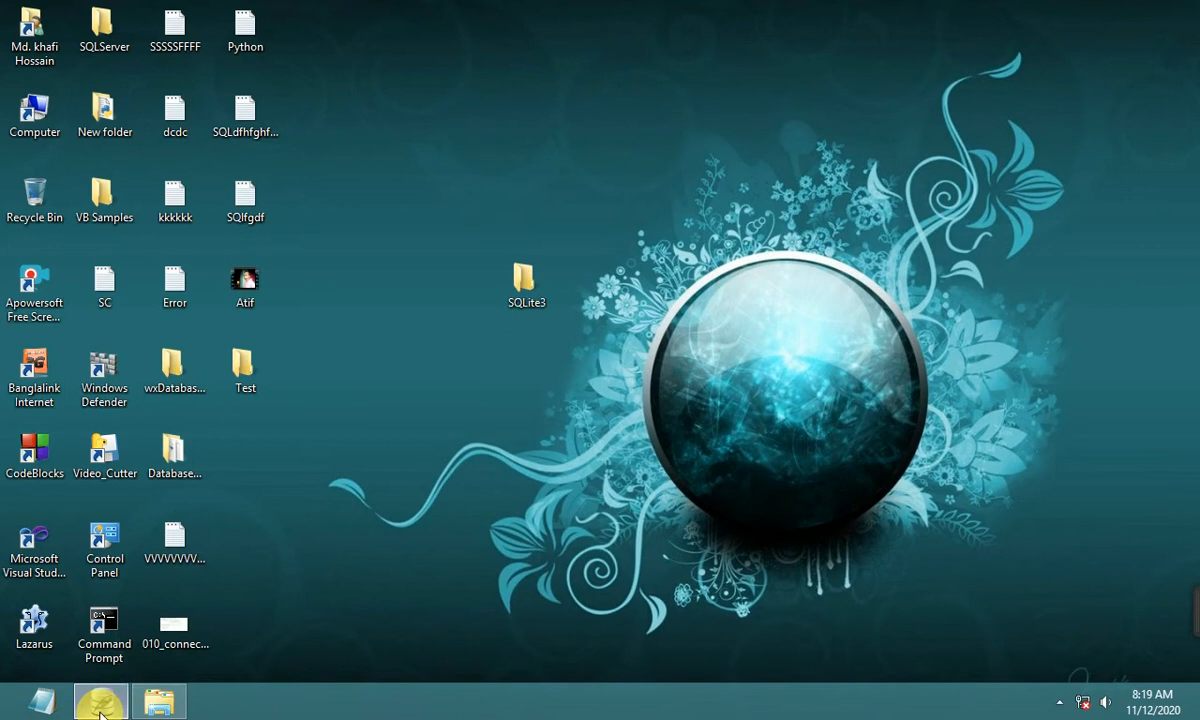 Md. khafi
Hossain
SQLServer
SSSSSFFFF
Python
Computer
New folder
dcdc
SQLdfhfghf...
Recycle Bin
VB Samples
kkkkkk
SQlfgdf
Apowersoft
Free Scre...
SC
Error
Atif
SQLite3
Banglalink
Internet
Windows
Defender
wxDatabas...
Test
CodeBlocks
Video_Cutter
Database...
Microsoft
Visual Stud...
Control
Panel
VVVVVVVV...
Lazarus
Command
Prompt
010_connec...
8:19 AM
11/12/2020